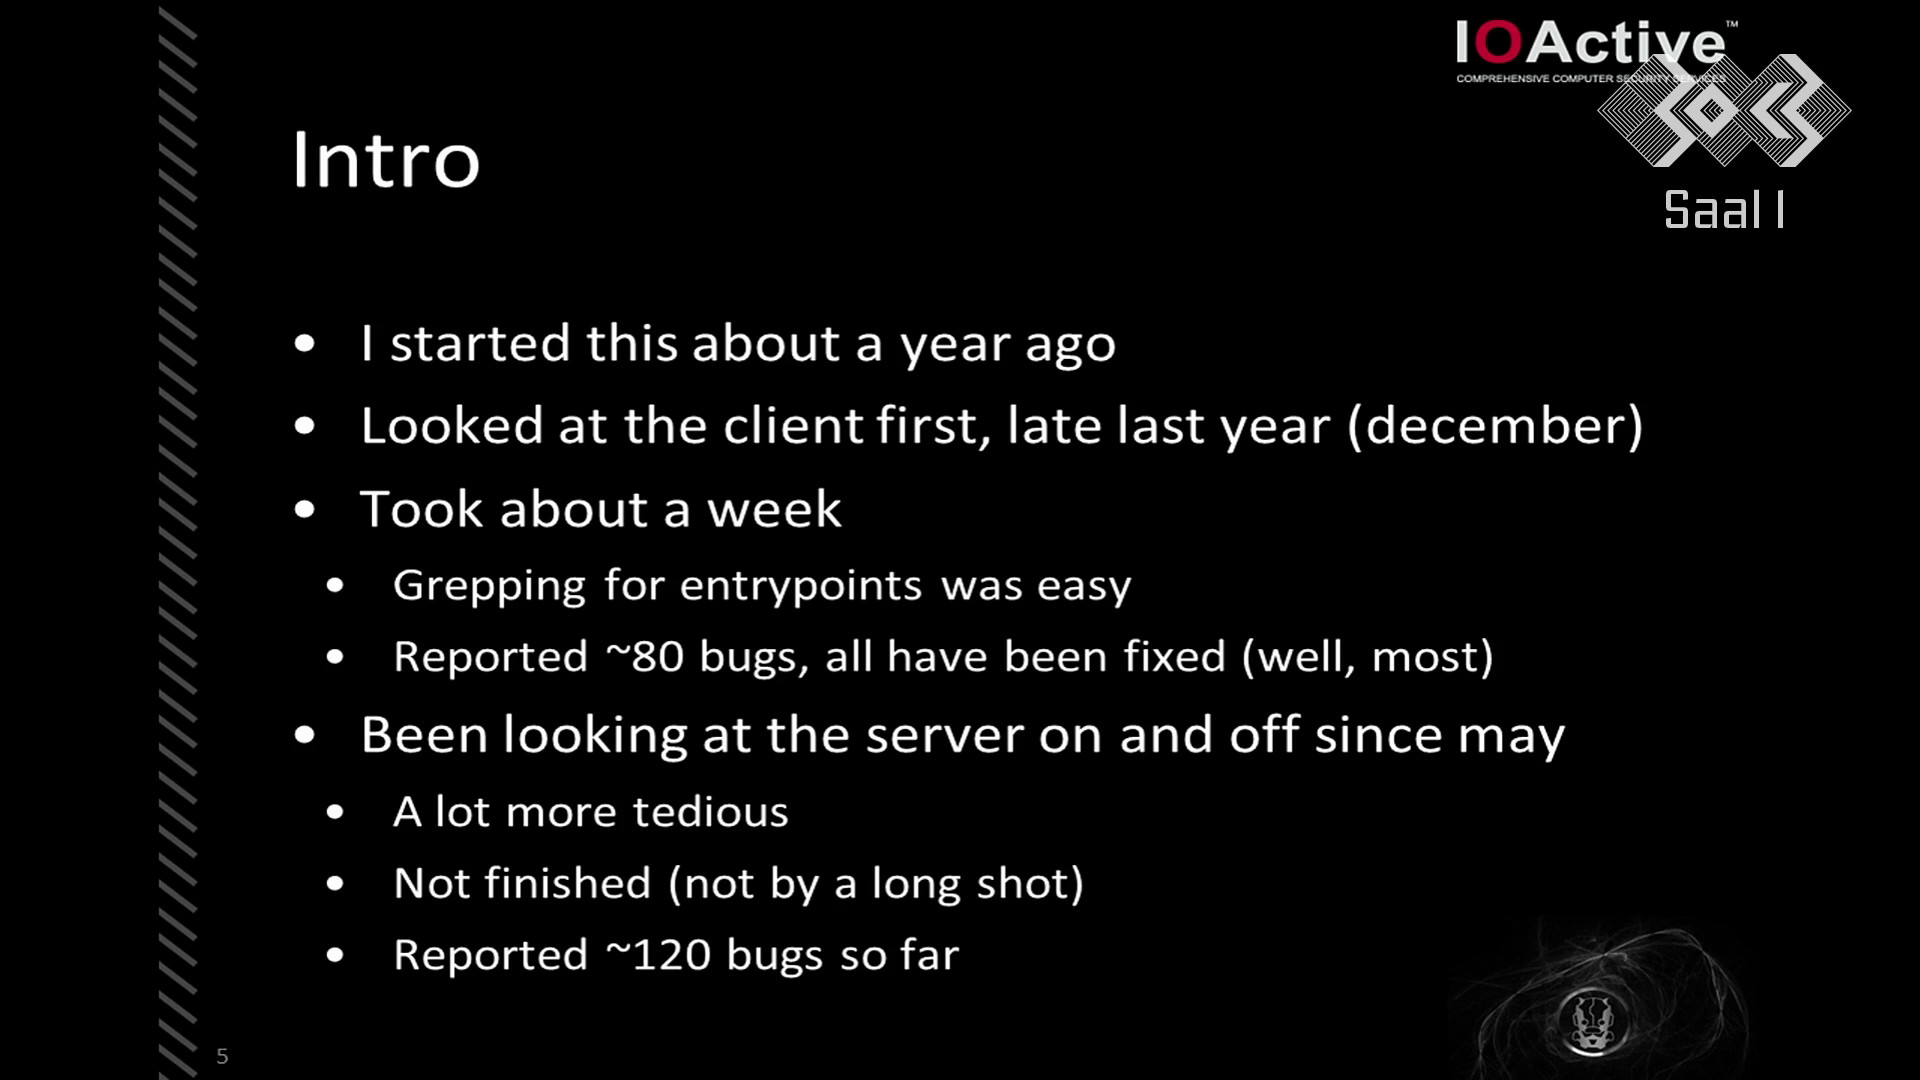 IOActive™
COMPREHENSIVE COMPUTER SECURITY SERVICES
30C3
Saal 1
Intro
• I started this about a year ago
• Looked at the client first, late last year (december)
• Took about a week
• Grepping for entrypoints was easy
• Reported ~80 bugs, all have been fixed (well, most)
• Been looking at the server on and off since may
• A lot more tedious
• Not finished (not by a long shot)
• Reported ~120 bugs so far
5